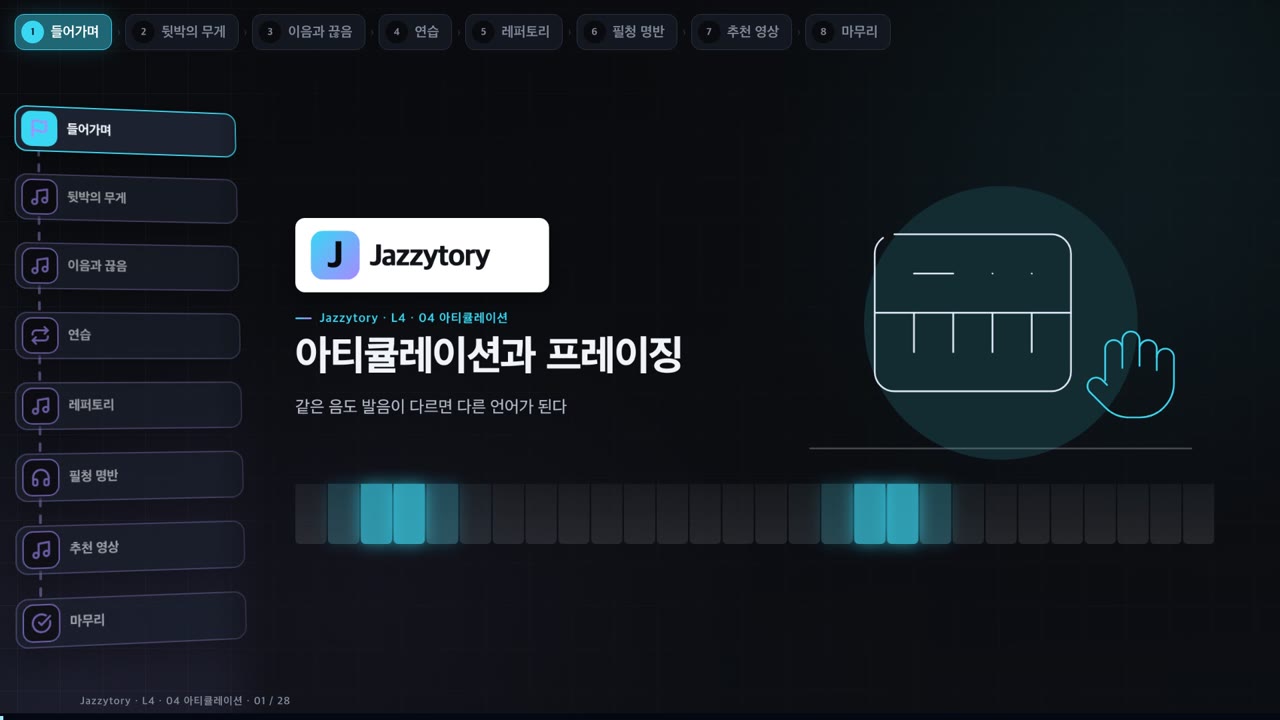 1 들어가며
2 뒷박의 무게
3 이음과 끊음
4 연습
5 레퍼토리
6 필청 명반
7 추천 영상
8 마무리
들어가며
뒷박의 무게
이음과 끊음
연습
레퍼토리
필청 명반
추천 영상
마무리
J Jazzytory
Jazzytory · L4 · 04 아티큘레이션
아티큘레이션과 프레이징
같은 음도 발음이 다르면 다른 언어가 된다
Jazzytory · L4 · 04 아티큘레이션 · 01 / 28